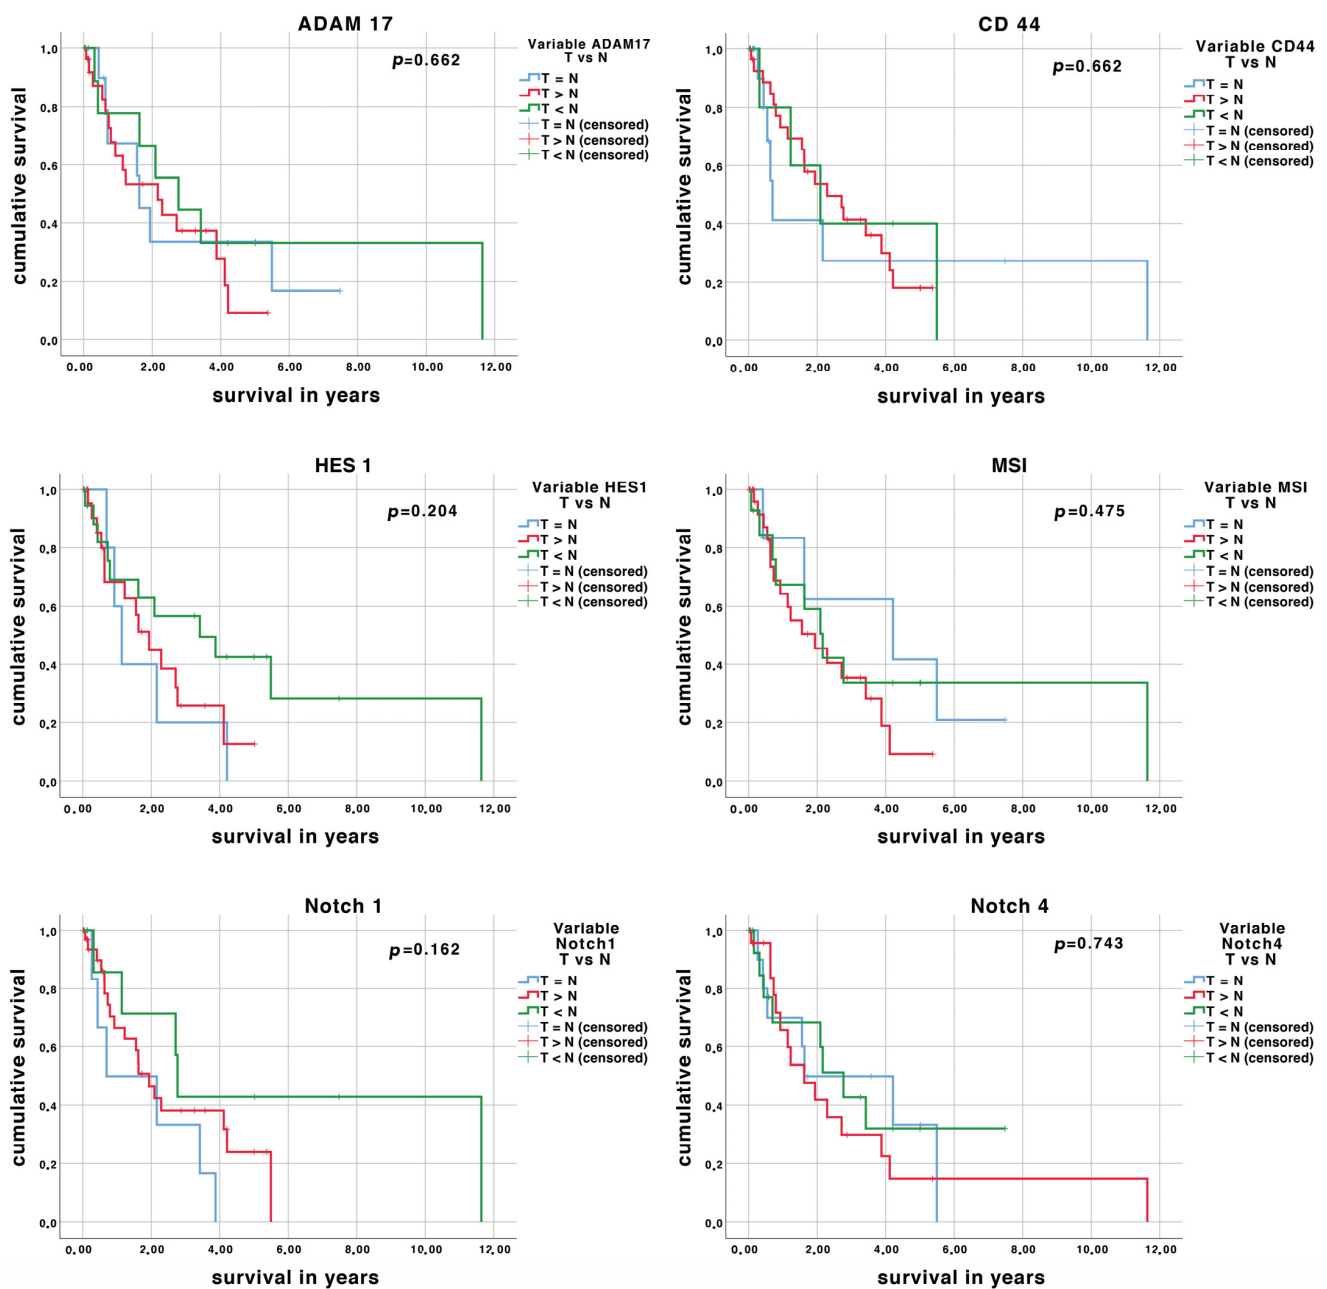 ADAM 17
p=0.662
Variable ADAM17
T vs N
T = N
T > N
T < N
T = N (censored)
T > N (censored)
T < N (censored)
cumulative survival
1,0
0,8
0,6
0,4
0,2
0,0
0,00 2,00 4,00 6,00 8,00 10,00 12,00
survival in years
CD 44
p=0.662
Variable CD44
T vs N
T = N
T > N
T < N
T = N (censored)
T > N (censored)
T < N (censored)
cumulative survival
1,0
0,8
0,6
0,4
0,2
0,0
0,00 2,00 4,00 6,00 8,00 10,00 12,00
survival in years
HES 1
p=0.204
Variable HES1
T vs N
T = N
T > N
T < N
T = N (censored)
T > N (censored)
T < N (censored)
cumulative survival
1,0
0,8
0,6
0,4
0,2
0,0
0,00 2,00 4,00 6,00 8,00 10,00 12,00
survival in years
MSI
p=0.475
Variable MSI
T vs N
T = N
T > N
T < N
T = N (censored)
T > N (censored)
T < N (censored)
cumulative survival
1,0
0,8
0,6
0,4
0,2
0,0
0,00 2,00 4,00 6,00 8,00 10,00 12,00
survival in years
Notch 1
p=0.162
Variable
Notch1
T vs N
T = N
T > N
T < N
T = N (censored)
T > N (censored)
T < N (censored)
cumulative survival
1,0
0,8
0,6
0,4
0,2
0,0
0,00 2,00 4,00 6,00 8,00 10,00 12,00
survival in years
Notch 4
p=0.743
Variable
Notch4
T vs N
T = N
T > N
T < N
T = N (censored)
T > N (censored)
T < N (censored)
cumulative survival
1,0
0,8
0,6
0,4
0,2
0,0
0,00 2,00 4,00 6,00 8,00 10,00 12,00
survival in years